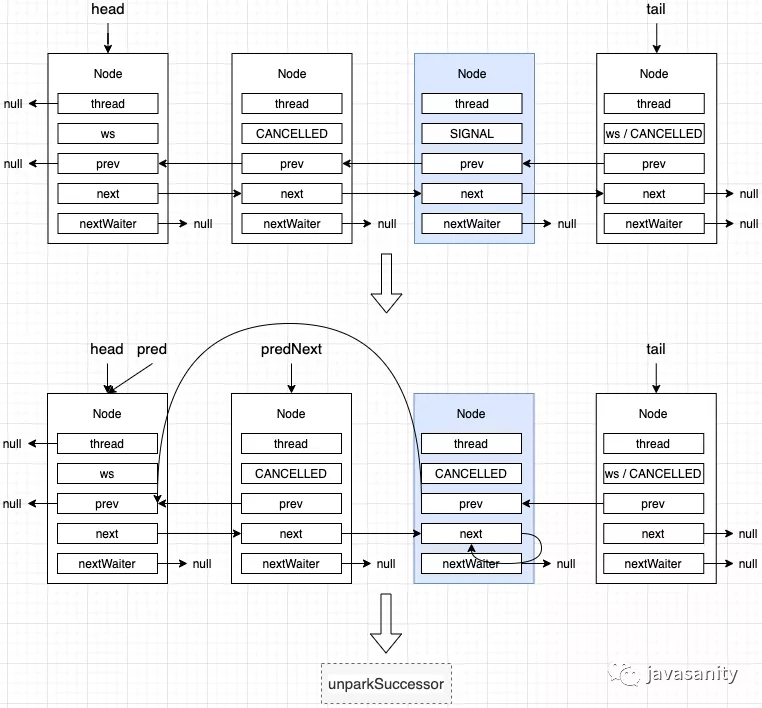 head tail
Node Node Node Node
null thread thread thread thread
ws CANCELLED SIGNAL ws / CANCELLED
null prev prev prev prev
next next next next null
nextWaiter null nextWaiter null nextWaiter null nextWaiter null
head pred predNext tail
Node Node Node Node
null thread thread thread thread
ws CANCELLED CANCELLED ws / CANCELLED
null prev prev prev prev
next next next next null
nextWaiter null nextWaiter null nextWaiter null nextWaiter null
unparkSuccessor
javasanity